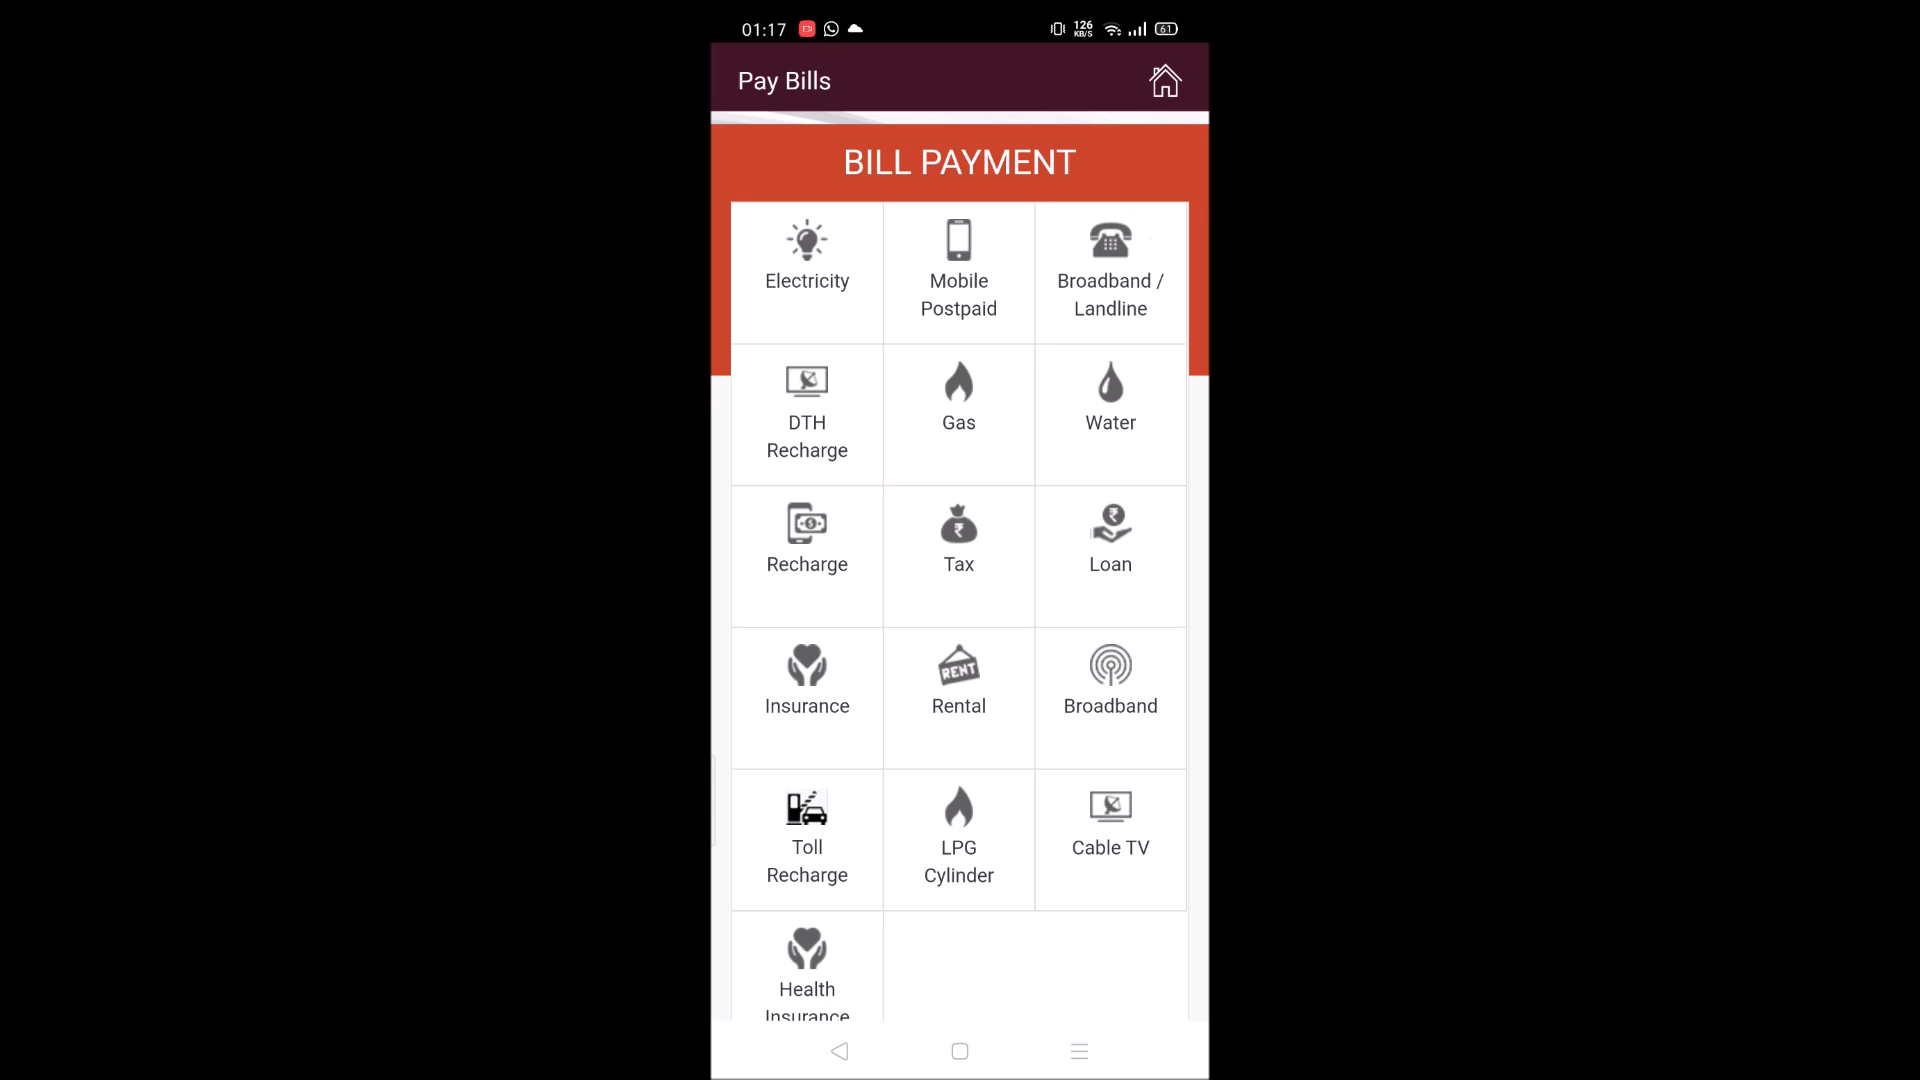 01:17 126 KB/S 61
Pay Bills
BILL PAYMENT
Electricity
Mobile
Postpaid
Broadband /
Landline
DTH
Recharge
Gas
Water
Recharge
Tax
Loan
Insurance
RENT
Rental
Broadband
Toll
Recharge
LPG
Cylinder
Cable TV
Health
Insurance